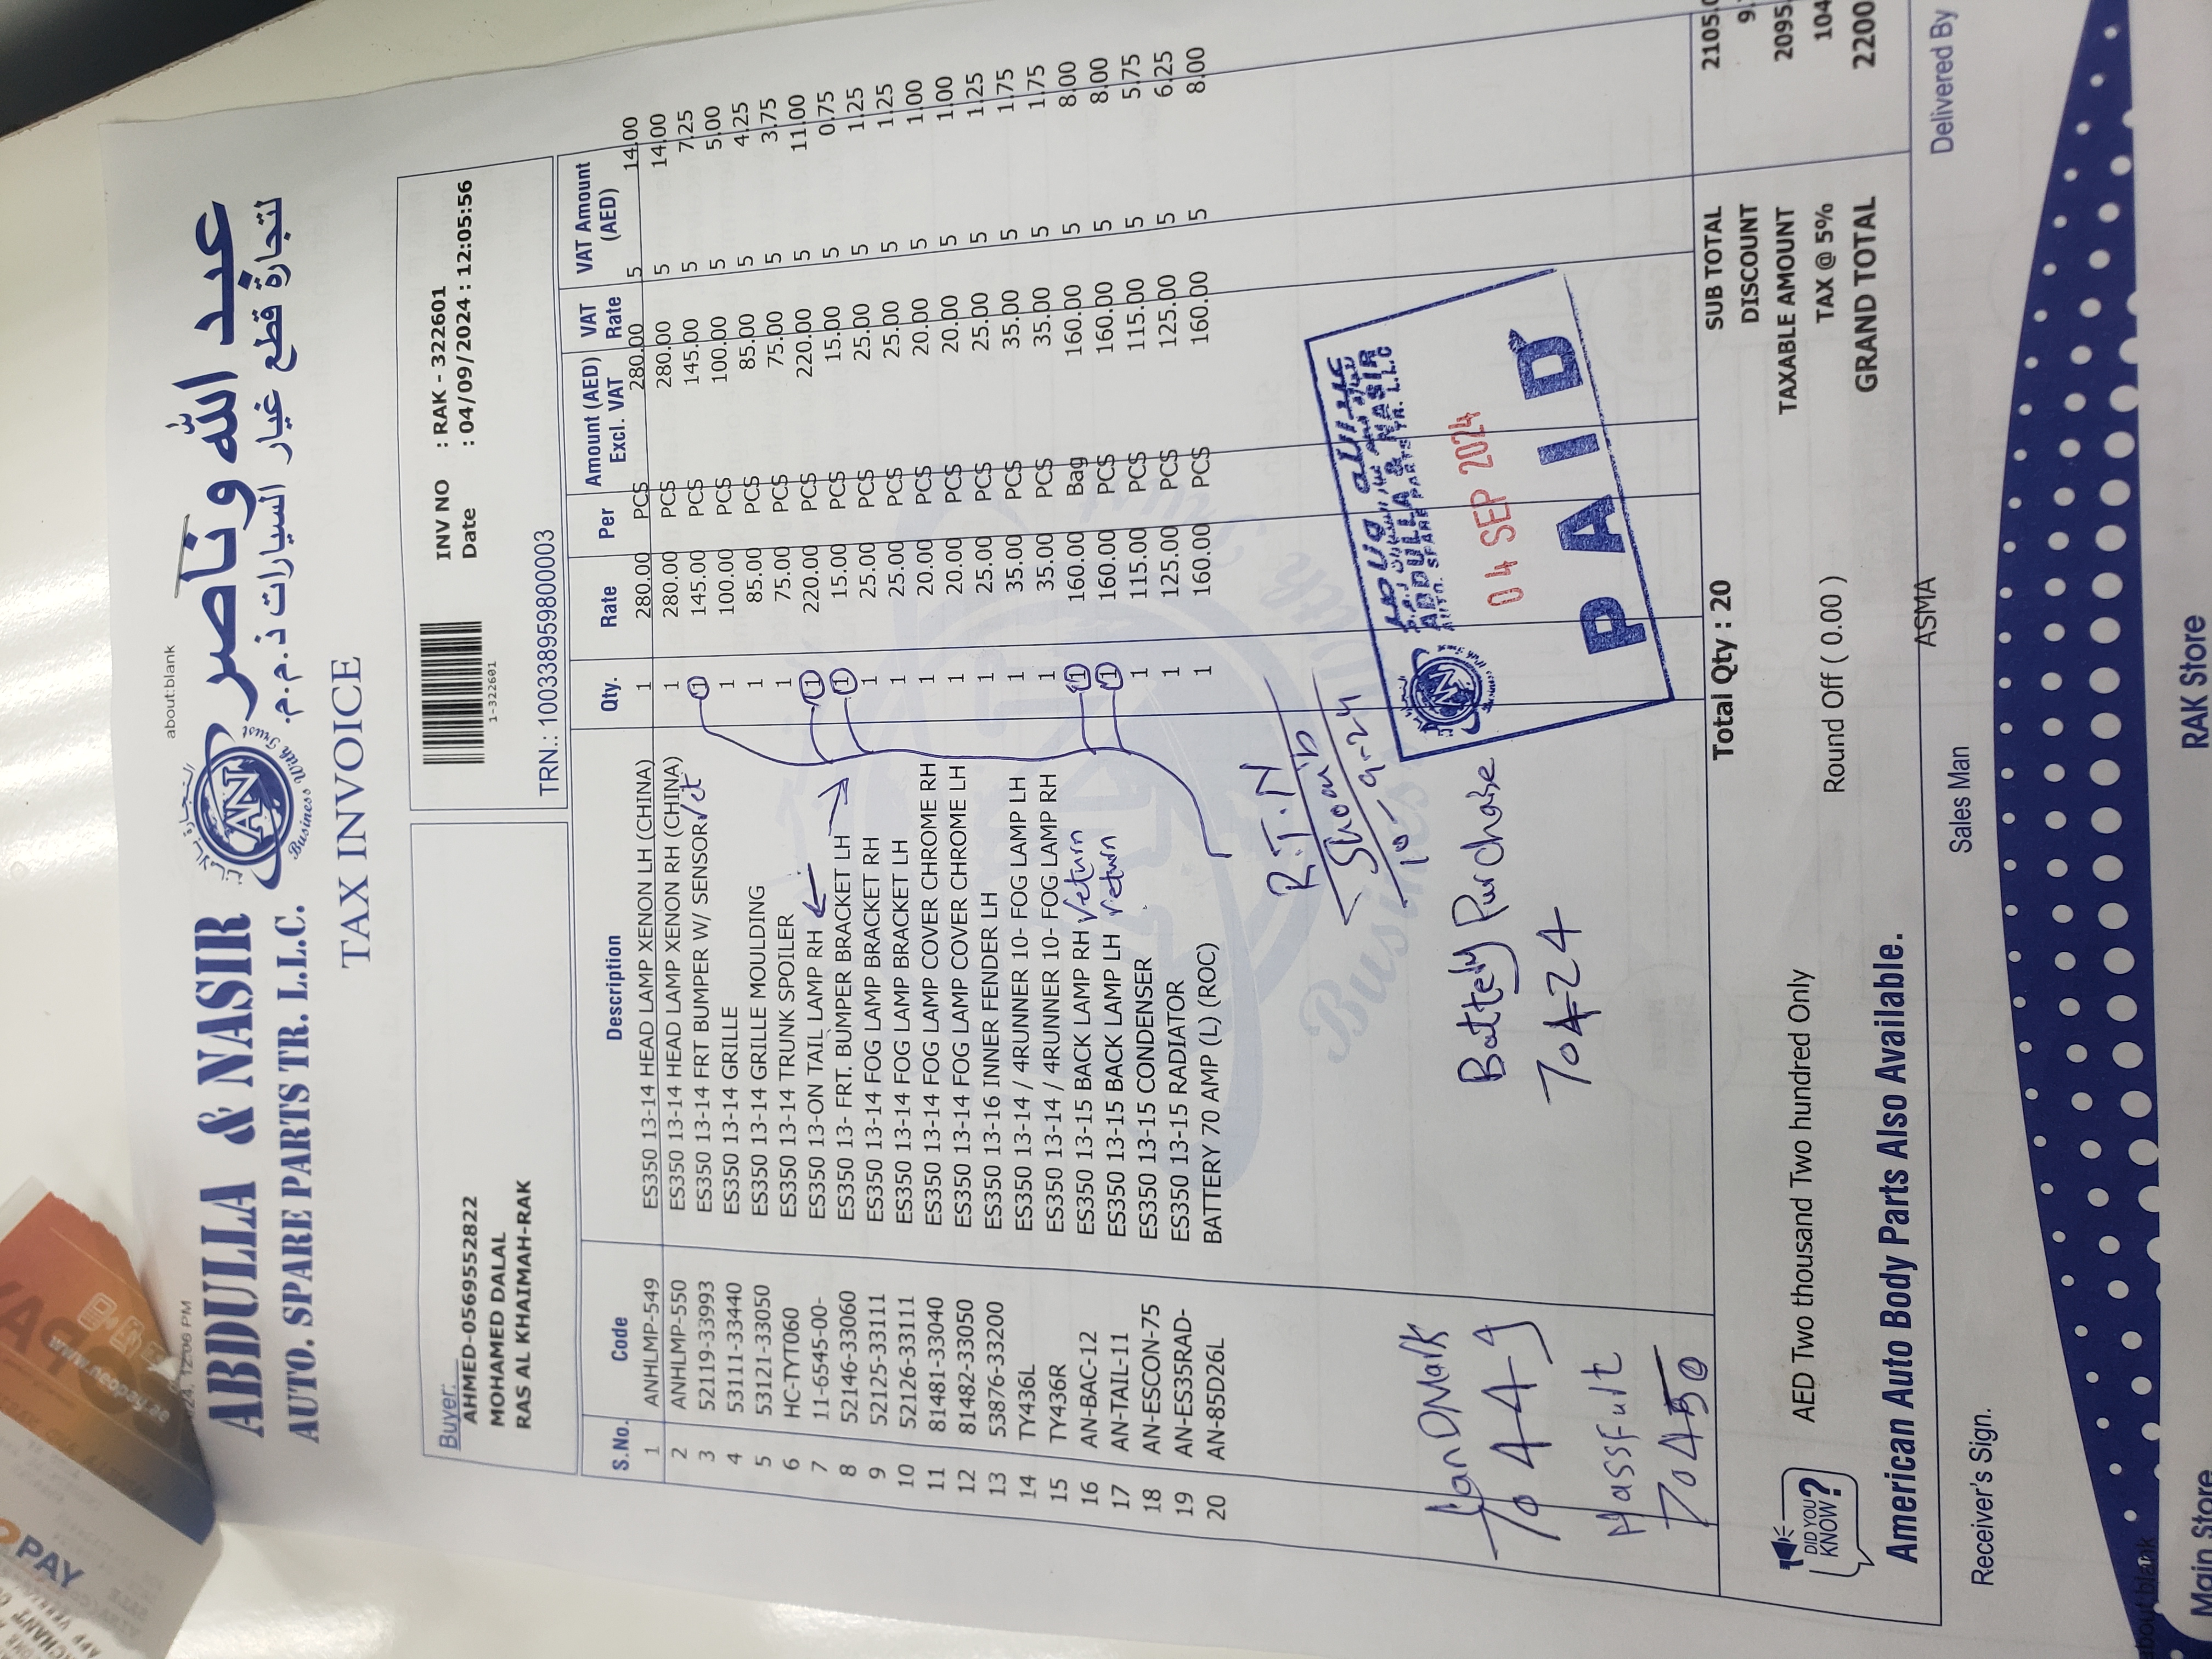 about:blank
عبد الله وناصر
لتجارة قطع غيار السيارات ذ.م.م.
ABDULLA & NASIR
AUTO. SPARE PARTS TR. L.L.C.
AN
Business With Trust
TAX INVOICE
Buyer:
AHMED-0569552822
MOHAMED DALAL
RAS AL KHAIMAH-RAK
1-322601
INV NO : RAK - 322601
Date : 04/09/2024 : 12:05:56
TRN.: 100338959800003
S.No. Code Description Qty. Rate Per Amount (AED) Excl. VAT VAT Rate VAT Amount (AED)
1 ANHLMP-549 ES350 13-14 HEAD LAMP XENON LH (CHINA) 1 280.00 PCS 280.00 5 14.00
2 ANHLMP-550 ES350 13-14 HEAD LAMP XENON RH (CHINA) 1 280.00 PCS 280.00 5 14.00
3 52119-33993 ES350 13-14 FRT BUMPER W/ SENSOR 1 145.00 PCS 145.00 5 7.25
4 53111-33440 ES350 13-14 GRILLE 1 100.00 PCS 100.00 5 5.00
5 53121-33050 ES350 13-14 GRILLE MOULDING 1 85.00 PCS 85.00 5 4.25
6 HC-TYT060 ES350 13-14 TRUNK SPOILER 1 75.00 PCS 75.00 5 3.75
7 11-6545-00- ES350 13-ON TAIL LAMP RH 1 220.00 PCS 220.00 5 11.00
8 52146-33060 ES350 13- FRT. BUMPER BRACKET LH 1 15.00 PCS 15.00 5 0.75
9 52125-33111 ES350 13-14 FOG LAMP BRACKET RH 1 25.00 PCS 25.00 5 1.25
10 52126-33111 ES350 13-14 FOG LAMP BRACKET LH 1 25.00 PCS 25.00 5 1.25
11 81481-33040 ES350 13-14 FOG LAMP COVER CHROME RH 1 20.00 PCS 20.00 5 1.00
12 81482-33050 ES350 13-14 FOG LAMP COVER CHROME LH 1 20.00 PCS 20.00 5 1.00
13 53876-33200 ES350 13-16 INNER FENDER LH 1 25.00 PCS 25.00 5 1.25
14 TY436L ES350 13-14 / 4RUNNER 10- FOG LAMP LH 1 35.00 PCS 35.00 5 1.75
15 TY436R ES350 13-14 / 4RUNNER 10- FOG LAMP RH 1 35.00 PCS 35.00 5 1.75
16 AN-BAC-12 ES350 13-15 BACK LAMP RH return 1 160.00 Bag 160.00 5 8.00
17 AN-TAIL-11 ES350 13-15 BACK LAMP LH return 1 160.00 PCS 160.00 5 8.00
18 AN-ESCON-75 ES350 13-15 CONDENSER 1 115.00 PCS 115.00 5 5.75
19 AN-ES35RAD- ES350 13-15 RADIATOR 1 125.00 PCS 125.00 5 6.25
20 AN-85D26L BATTERY 70 AMP (L) (ROC) 1 160.00 PCS 160.00 5 8.00
R.T.N
Shoaib
10-9-24
ABDULLA & NASIR
AUTO. SPARE PARTS TR. L.L.C
04 SEP 2024
PAID
Business
Battely Purchaise
70424
LanDMark
70449
Massfult
70450
Total Qty : 20
SUB TOTAL 2105.0
DISCOUNT 9.
TAXABLE AMOUNT 2095.
TAX @ 5% 104
GRAND TOTAL 2200
AED Two thousand Two hundred Only
Round Off ( 0.00 )
DID YOU KNOW?
American Auto Body Parts Also Available.
ASMA
Receiver's Sign.
Sales Man
Delivered By
about:blank
Main Store
RAK Store
PAY